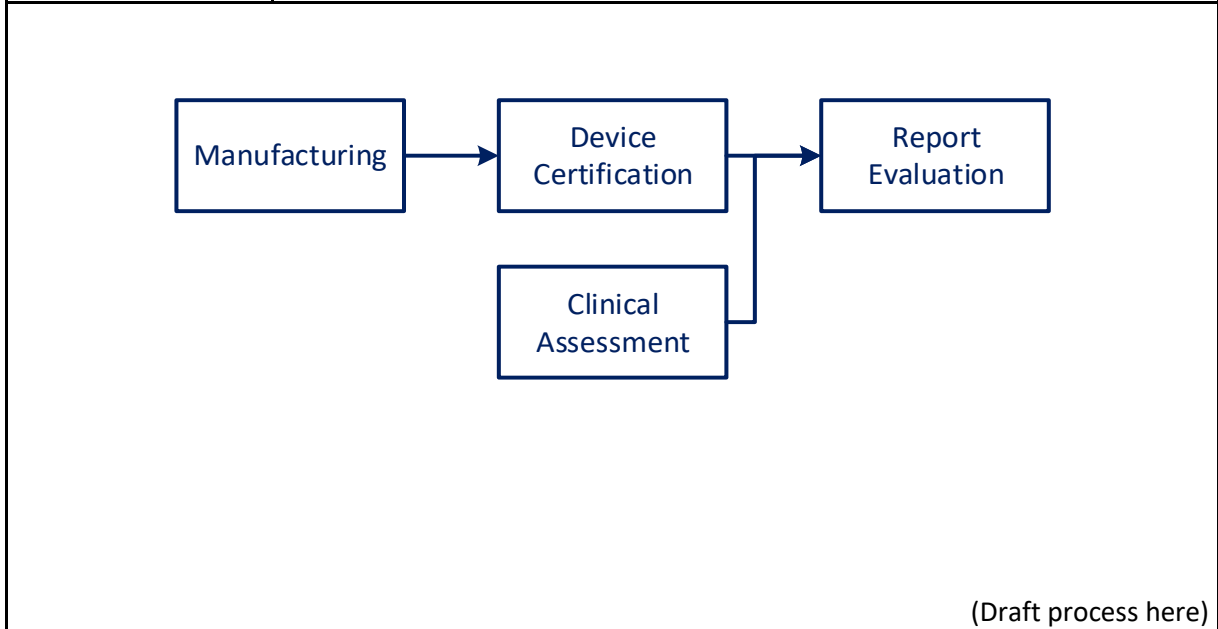 Manufacturing
Device
Certification
Report
Evaluation
Clinical
Assessment
(Draft process here)